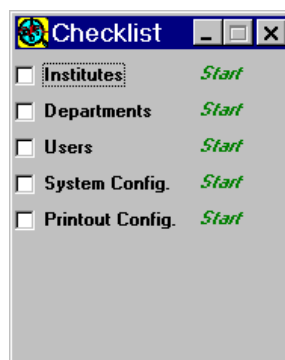 Checklist
Institutes Start
Departments Start
Users Start
System Config. Start
Printout Config. Start